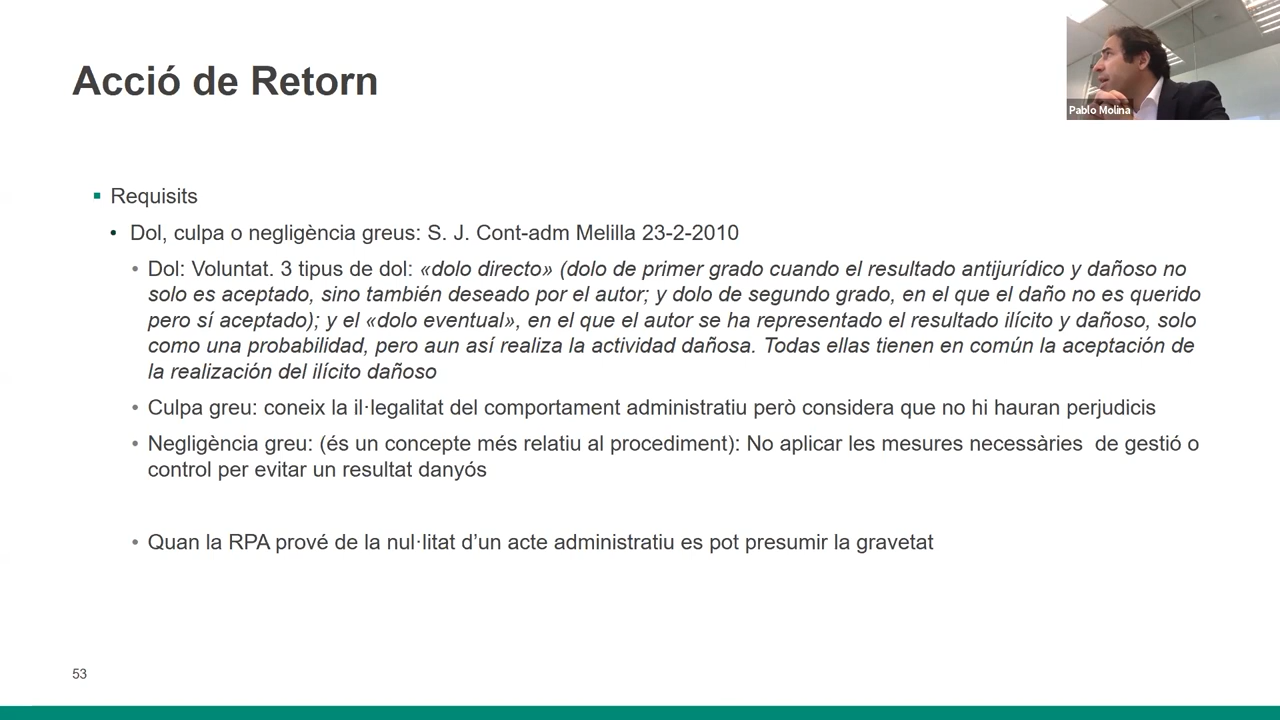 Acció de Retorn
Pablo Molina
Requisits
Dol, culpa o negligència greus: S. J. Cont-adm Melilla 23-2-2010
Dol: Voluntat. 3 tipus de dol: «dolo directo» (dolo de primer grado cuando el resultado antijurídico y dañoso no
solo es aceptado, sino también deseado por el autor; y dolo de segundo grado, en el que el daño no es querido
pero sí aceptado); y el «dolo eventual», en el que el autor se ha representado el resultado ilícito y dañoso, solo
como una probabilidad, pero aun así realiza la actividad dañosa. Todas ellas tienen en común la aceptación de
la realización del ilícito dañoso
Culpa greu: coneix la il·legalitat del comportament administratiu però considera que no hi hauran perjudicis
Negligència greu: (és un concepte més relatiu al procediment): No aplicar les mesures necessàries  de gestió o
control per evitar un resultat danyós
Quan la RPA prové de la nul·litat d’un acte administratiu es pot presumir la gravetat
53